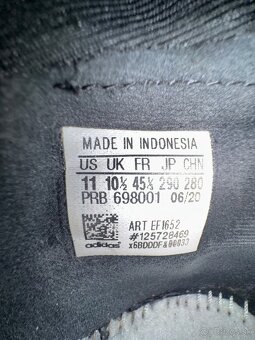 MADE IN INDONESIA
US UK FR JP CHN
11 10½ 45⅓ 290 280
PRB 698001 06/20
ART EF1652
#125728469
adidas